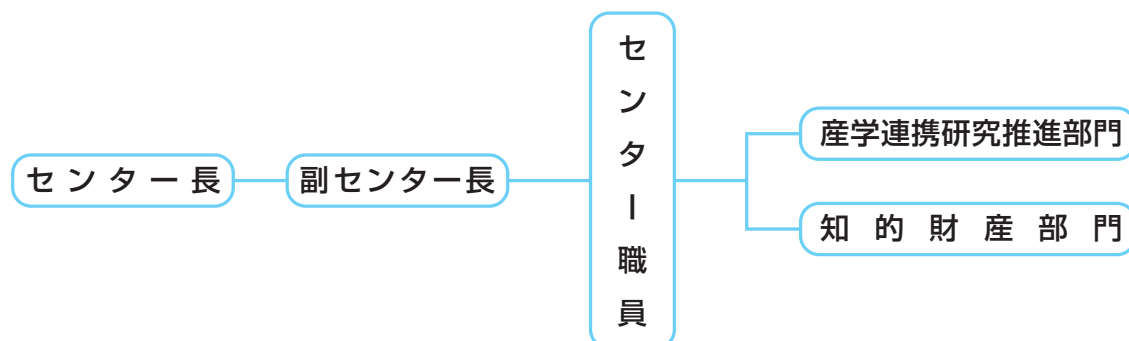 センター長
副センター長
センター職員
産学連携研究推進部門
知的財産部門